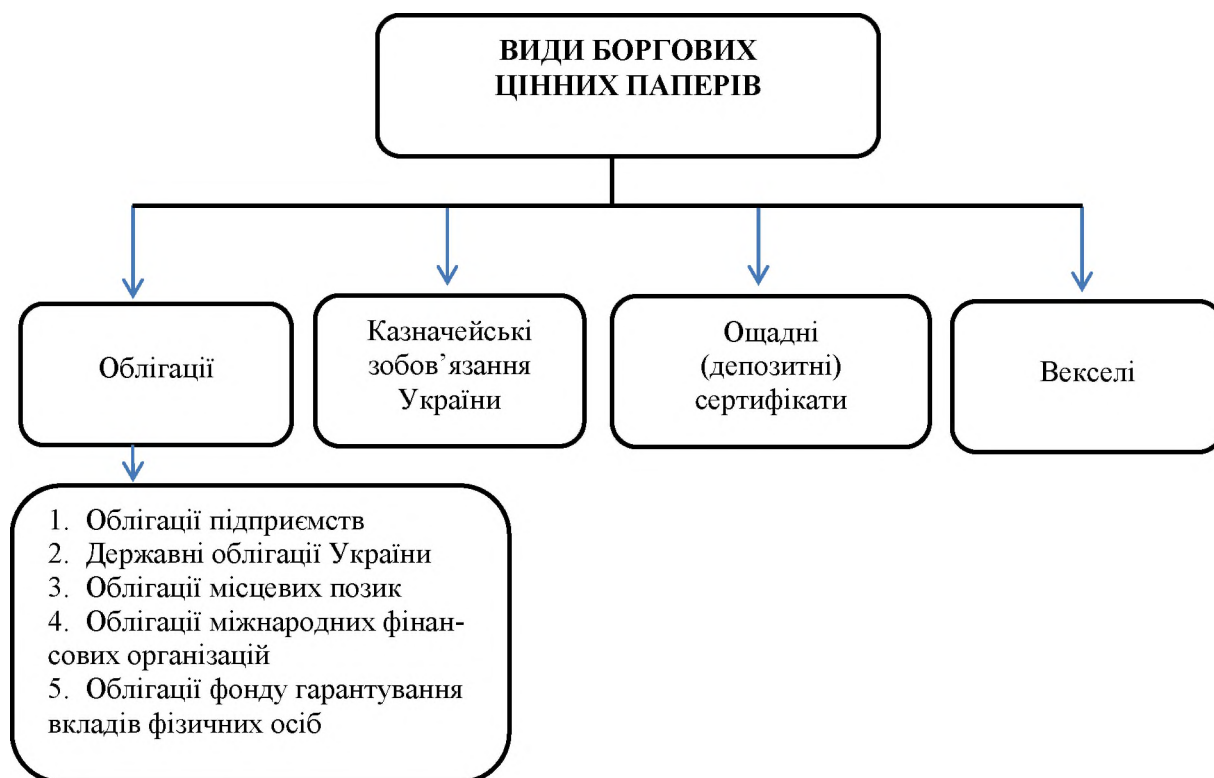 ВИДИ БОРГОВИХ
ЦІННИХ ПАПЕРІВ
Облігації
Казначейські
зобов’язання
України
Ощадні
(депозитні)
сертифікати
Векселі
1. Облігації підприємств
2. Державні облігації України
3. Облігації місцевих позик
4. Облігації міжнародних фінан-
сових організацій
5. Облігації фонду гарантування
вкладів фізичних осіб